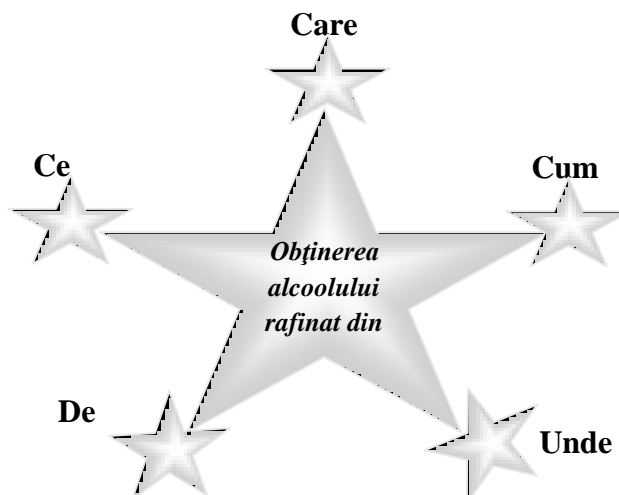 Care
Ce
Cum
Obţinerea
alcoolului
rafinat din
De
Unde